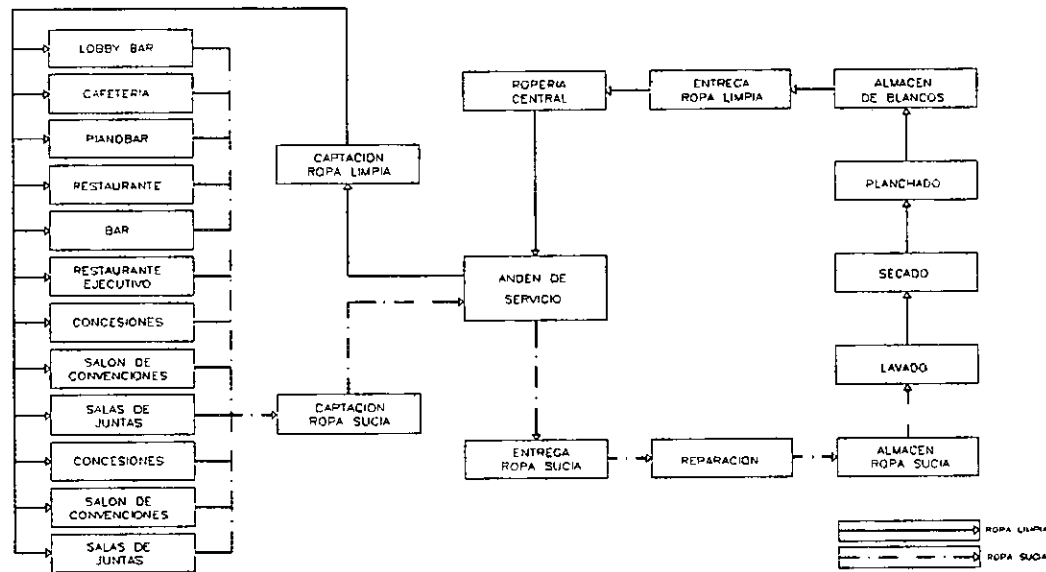 LOBBY BAR
CAFETERIA
PIANOBAR
RESTAURANTE
BAR
RESTAURANTE
EJECUTIVO
CONCESIONES
SALON DE
CONVENCIONES
SALAS DE
JUNTAS
CONCESIONES
SALON DE
CONVENCIONES
SALAS DE
JUNTAS
CAPTACION
ROPA LIMPIA
CAPTACION
ROPA SUCIA
ROPERIA
CENTRAL
ENTREGA
ROPA LIMPIA
ALMACEN
DE BLANCOS
PLANCHADO
SECADO
LAVADO
ANDEN DE
SERVICIO
ENTREGA
ROPA SUCIA
REPARACION
ALMACEN
ROPA SUCIA
ROPA LIMPIA
ROPA SUCIA